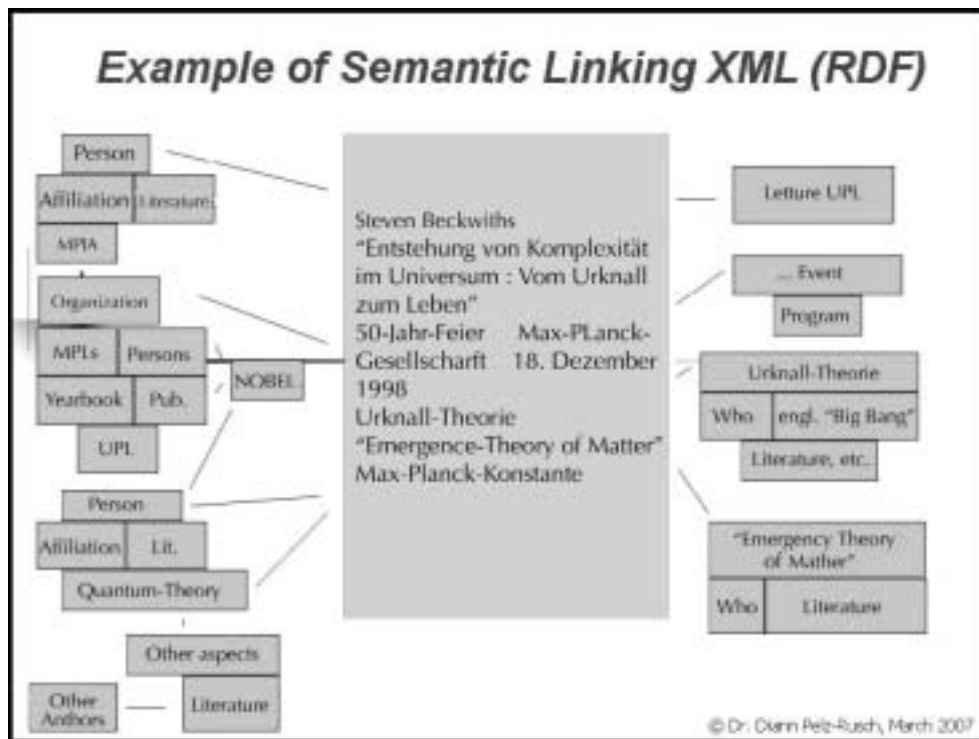 Example of Semantic Linking XML (RDF)
Person
Affiliation Literature
MPIA
Organization
MPLs Persons
Yearbook Pub.
UPL
NOBEL
Person
Affiliation Lit.
Quantum-Theory
Other aspects
Literature
Other
Anthores
Steven Beckwiths
"Entstehung von Komplexität
im Universum : Vom Urknall
zum Leben"
50-Jahr-Feier Max-PLanck-
Gesellscharft 18. Dezember
1998
Urknall-Theorie
"Emergence-Theory of Matter"
Max-Planck-Konstante
Letture UPL
... Event
Program
Urknall-Theorie
Who engl. "Big Bang"
Literature, etc.
"Emergency Theory
of Mather"
Who Literature
© Dr. Diann Pelz-Rusch, March 2007